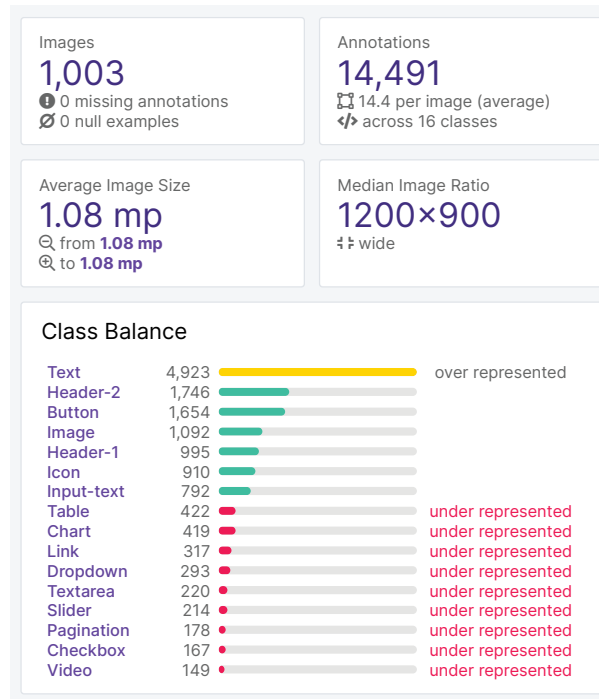 Images
1,003
0 missing annotations
0 null examples
Annotations
14,491
14.4 per image (average)
</> across 16 classes
Average Image Size
1.08 mp
from 1.08 mp
to 1.08 mp
Median Image Ratio
1200×900
wide
Class Balance
Text 4,923 over represented
Header-2 1,746
Button 1,654
Image 1,092
Header-1 995
Icon 910
Input-text 792
Table 422 under represented
Chart 419 under represented
Link 317 under represented
Dropdown 293 under represented
Textarea 220 under represented
Slider 214 under represented
Pagination 178 under represented
Checkbox 167 under represented
Video 149 under represented